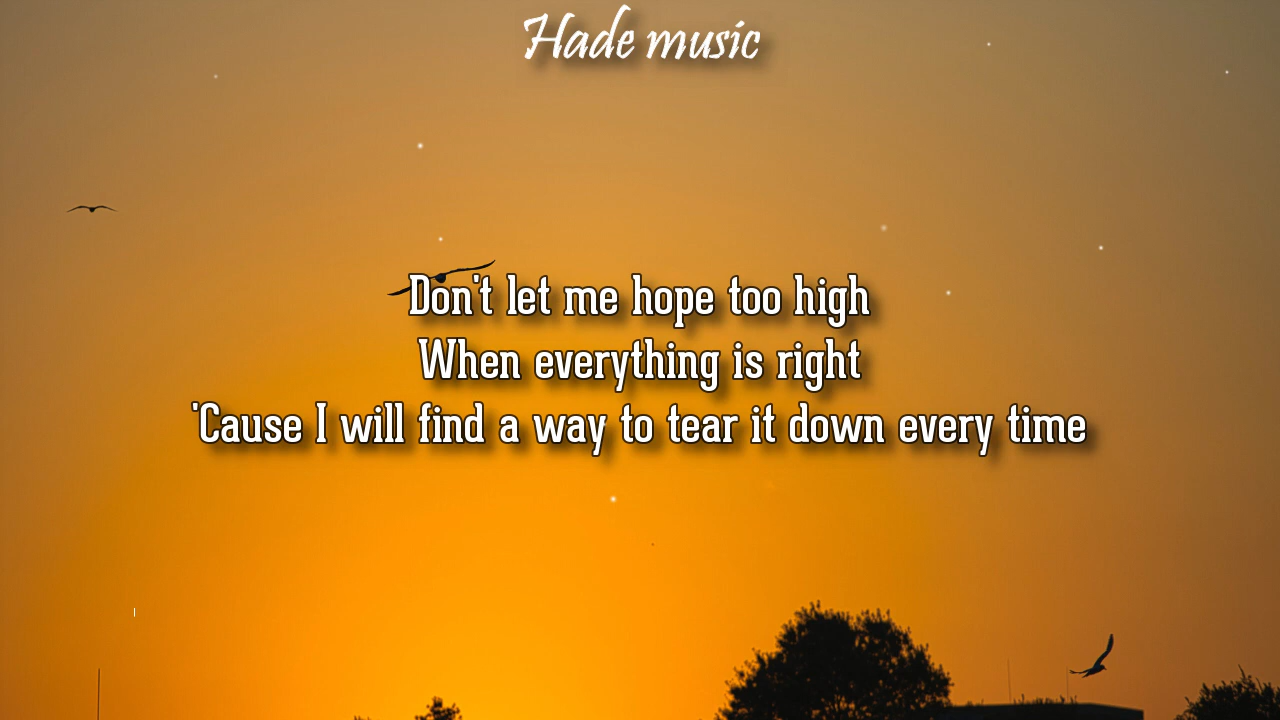 Hade music
Don't let me hope too high
When everything is right
'Cause I will find a way to tear it down every time